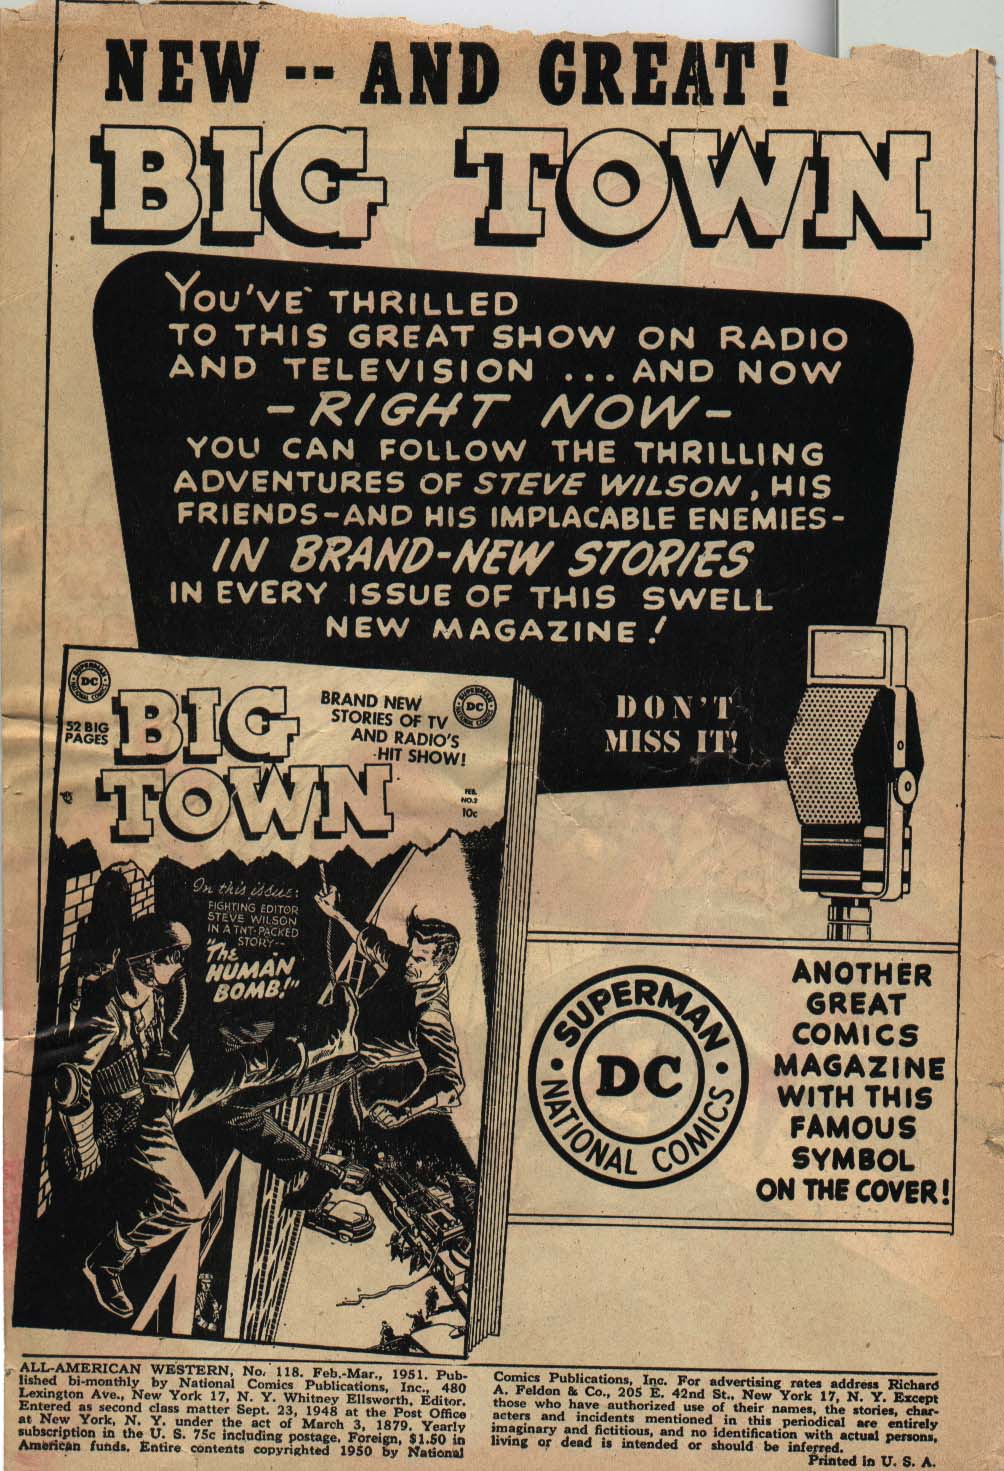 NEW -- AND GREAT!
BIG TOWN
YOU'VE THRILLED
TO THIS GREAT SHOW ON RADIO
AND TELEVISION ... AND NOW
- RIGHT NOW -
YOU CAN FOLLOW THE THRILLING
ADVENTURES OF STEVE WILSON, HIS
FRIENDS-AND HIS IMPLACABLE ENEMIES-
IN BRAND-NEW STORIES
IN EVERY ISSUE OF THIS SWELL
NEW MAGAZINE!
DON'T
MISS IT!
SUPERMAN
DC
NATIONAL COMICS
52 BIG
PAGES
BIG
TOWN
BRAND NEW
STORIES OF TV
AND RADIO'S
HIT SHOW!
SUPERMAN
DC
NATIONAL COMICS
FEB.
NO.2
10c
In this issue:
FIGHTING EDITOR
STEVE WILSON
IN A TNT-PACKED
STORY--
"The
HUMAN
BOMB!"
SUPERMAN
DC
NATIONAL COMICS
ANOTHER
GREAT
COMICS
MAGAZINE
WITH THIS
FAMOUS
SYMBOL
ON THE COVER!
ALL-AMERICAN WESTERN, No. 118. Feb.-Mar., 1951. Pub-
lished bi-monthly by National Comics Publications, Inc., 480
Lexington Ave., New York 17, N. Y. Whitney Ellsworth, Editor.
Entered as second class matter Sept. 23, 1948 at the Post Office
at New York, N. Y. under the act of March 3, 1879. Yearly
subscription in the U. S. 75c including postage. Foreign, $1.50 in
American funds. Entire contents copyrighted 1950 by National
Comics Publications, Inc. For advertising rates address Richard
A. Feldon & Co., 205 E. 42nd St., New York 17, N. Y. Except
those who have authorized use of their names, the stories, char-
acters and incidents mentioned in this periodical are entirely
imaginary and fictitious, and no identification with actual persons,
living or dead is intended or should be inferred.
Printed in U. S. A.